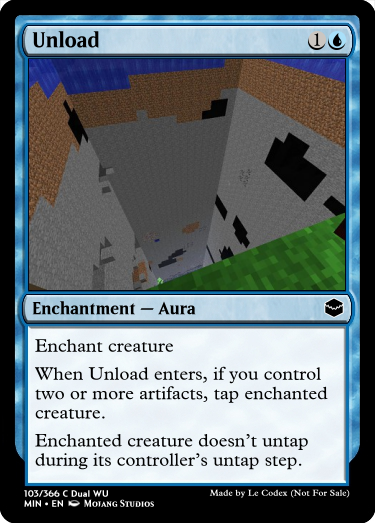 Unload 1
Enchantment — Aura
Enchant creature
When Unload enters, if you control
two or more artifacts, tap enchanted
creature.
Enchanted creature doesn't untap
during its controller's untap step.
103/366 C Dual WU
MIN • EN Mojang Studios
Made by Le Codex (Not For Sale)